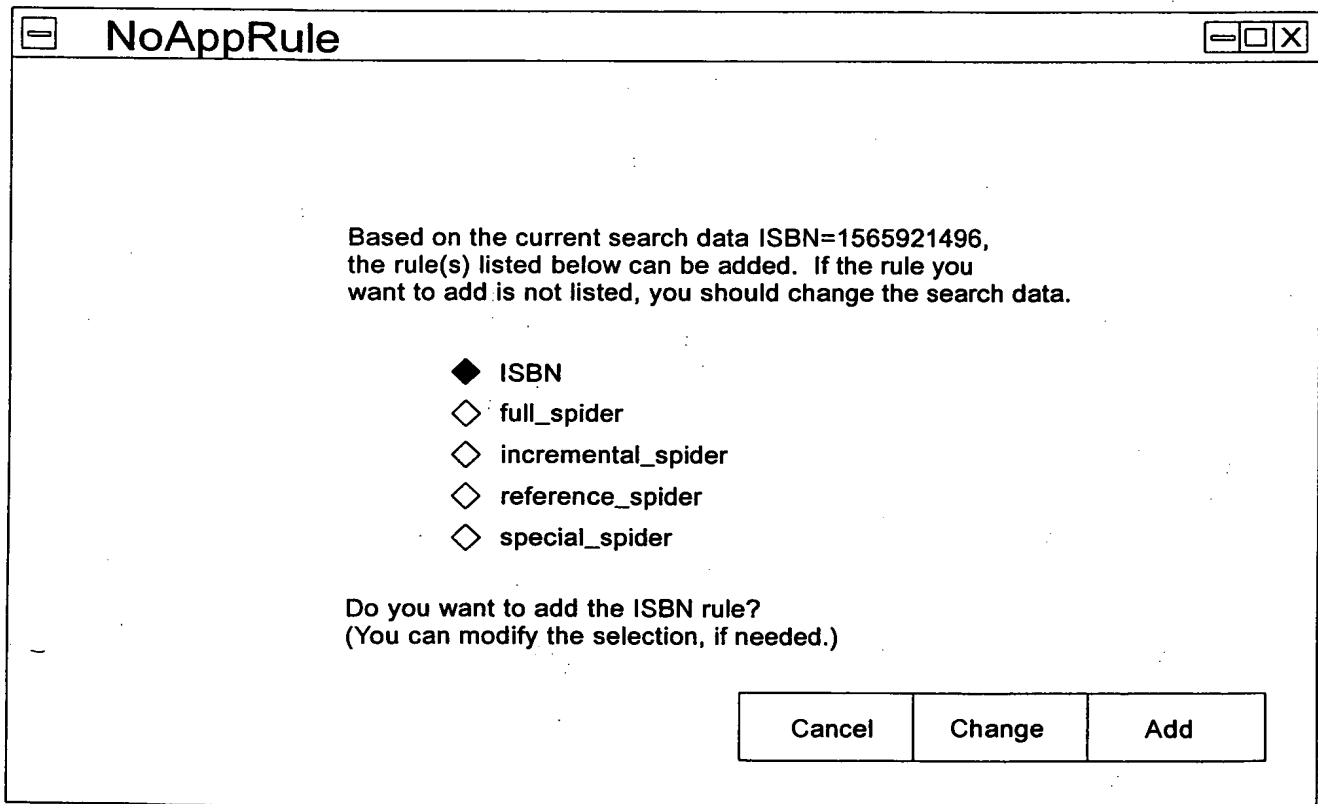 NoAppRule
Based on the current search data ISBN=1565921496,
the rule(s) listed below can be added. If the rule you
want to add is not listed, you should change the search data.
ISBN
full_spider
incremental_spider
reference_spider
special_spider
Do you want to add the ISBN rule?
(You can modify the selection, if needed.)
Cancel Change Add